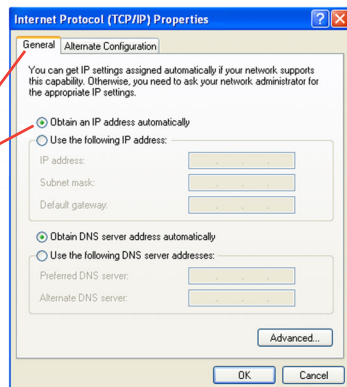 Internet Protocol (TCP/IP) Properties
General Alternate Configuration
You can get IP settings assigned automatically if your network supports
this capability. Otherwise, you need to ask your network administrator for
the appropriate IP settings.
Obtain an IP address automatically
Use the following IP address:
IP address:
Subnet mask:
Default gateway:
Obtain DNS server address automatically
Use the following DNS server addresses:
Preferred DNS server:
Alternate DNS server:
Advanced...
OK Cancel